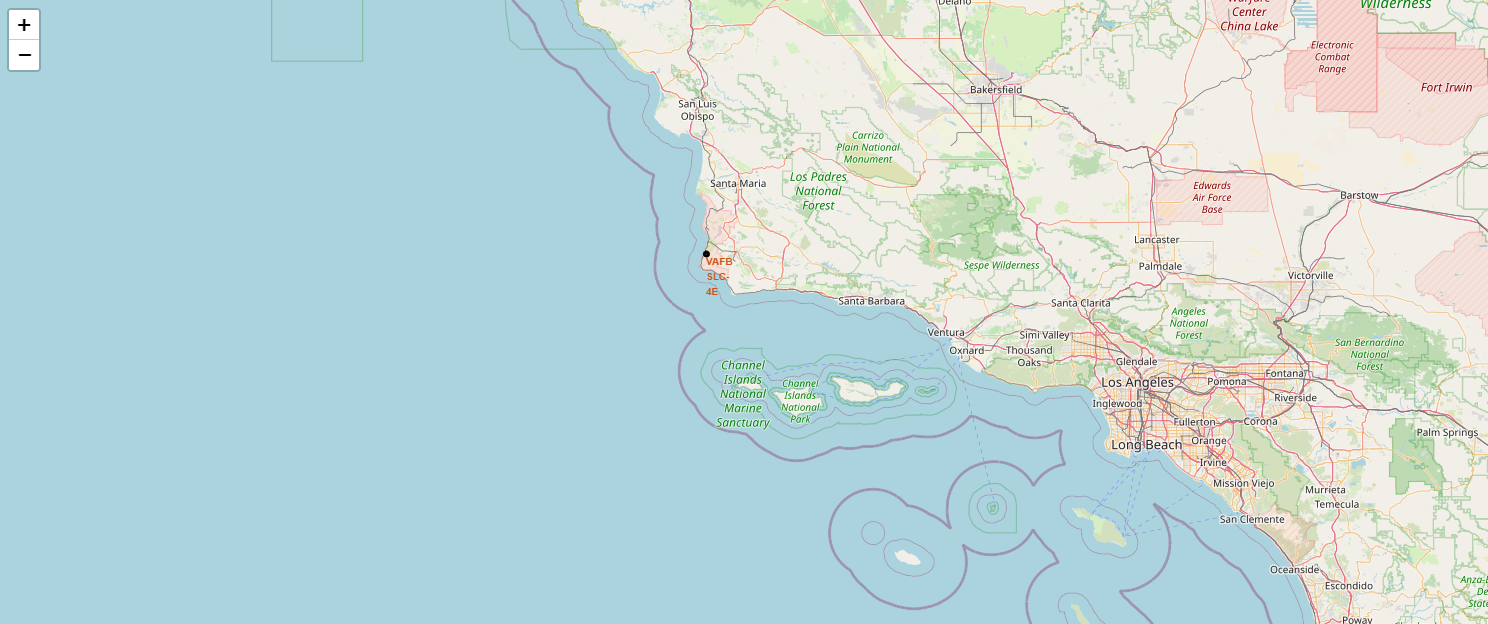 +
−
Delano
Warfare
Center
China Lake
Wilderness
Electronic
Combat
Range
Fort Irwin
Bakersfield
San Luis
Obispo
Carrizo
Plain National
Monument
Los Padres
National
Forest
Santa Maria
Edwards
Air Force
Base
Barstow
Lancaster
Palmdale
VAFB
SLC-
4E
Sespe Wilderness
Victorville
Santa Barbara
Santa Clarita
Angeles
National
Forest
Ventura
Simi Valley
Oxnard
Thousand
Oaks
San Bernardino
National
Forest
Glendale
Channel
Islands
National
Marine
Sanctuary
Channel
Islands
National
Park
Los Angeles
Pomona
Fontana
Riverside
Inglewood
Fullerton
Corona
Palm Springs
Orange
Long Beach
Irvine
Mission Viejo
Murrieta
Temecula
San Clemente
Oceanside
Escondido
Poway